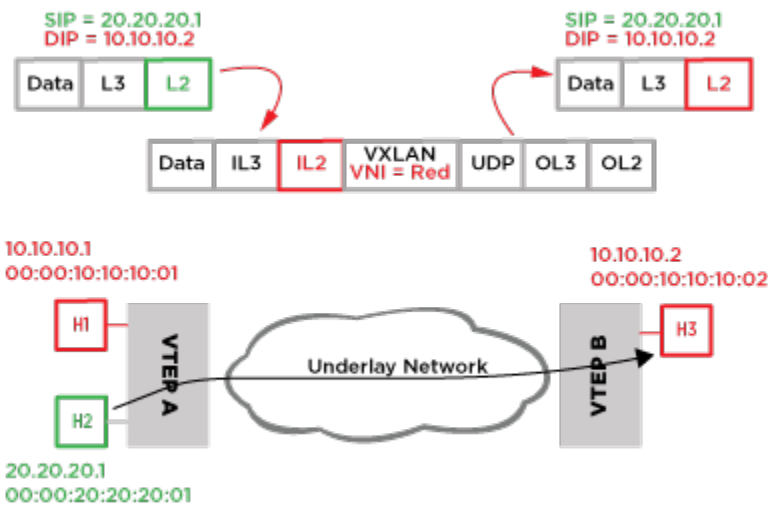 SIP = 20.20.20.1
DIP = 10.10.10.2
Data L3 L2
SIP = 20.20.20.1
DIP = 10.10.10.2
Data L3 L2
Data IL3 IL2 VXLAN UDP OL3 OL2
VNI = Red
10.10.10.1
00:00:10:10:10:01
H1
VTEP A
H2
20.20.20.1
00:00:20:20:20:01
Underlay Network
10.10.10.2
00:00:10:10:10:02
VTEP B
H3